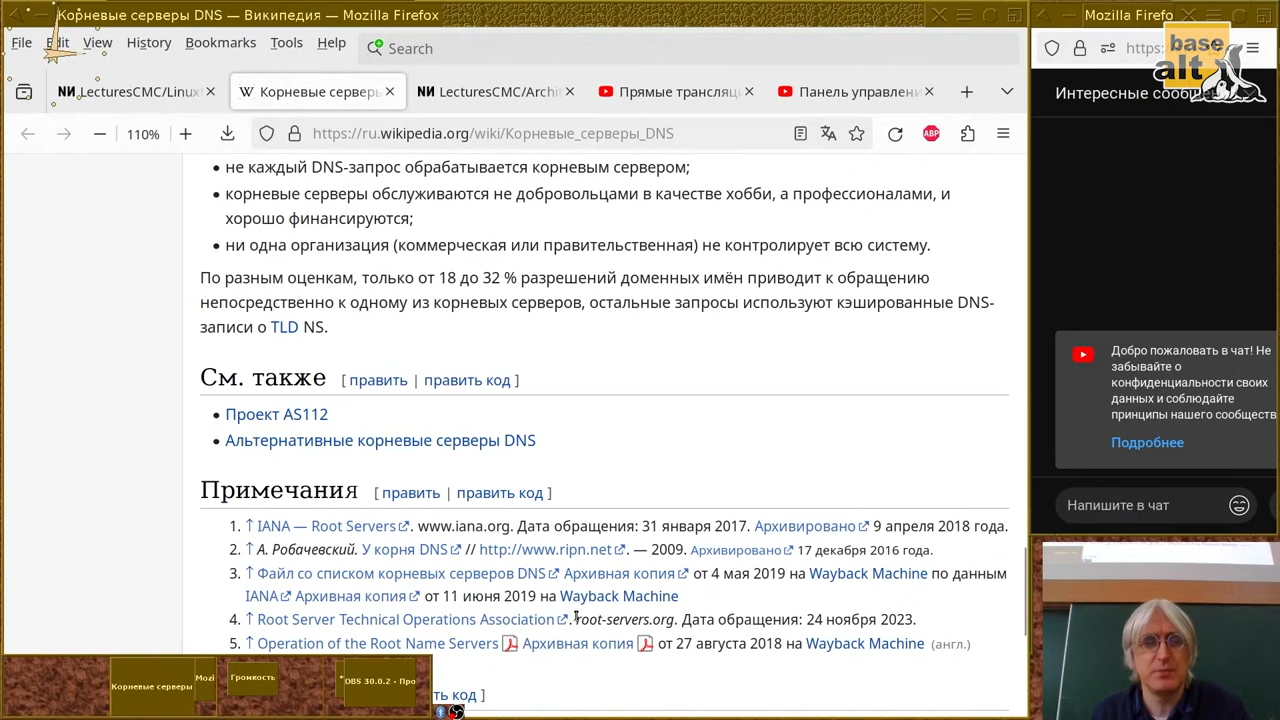 Корневые серверы DNS — Википедия — Mozilla Firefox
Mozilla Firefo
File Edit View History Bookmarks Tools Help
Search
https:
base
alt
LecturesCMC/Linux
Корневые серверь
LecturesCMC/Archi
Прямые трансляц
Панель управлени
Интересные сообщ
110%
https://ru.wikipedia.org/wiki/Корневые_серверы_DNS
ABP
не каждый DNS-запрос обрабатывается корневым сервером;
корневые серверы обслуживаются не добровольцами в качестве хобби, а профессионалами, и
хорошо финансируются;
ни одна организация (коммерческая или правительственная) не контролирует всю систему.
По разным оценкам, только от 18 до 32 % разрешений доменных имён приводит к обращению
непосредственно к одному из корневых серверов, остальные запросы используют кэшированные DNS-
записи о TLD NS.
См. также [ править | править код ]
Проект AS112
Альтернативные корневые серверы DNS
Примечания [ править | править код ]
1. ↑ IANA — Root Servers. www.iana.org. Дата обращения: 31 января 2017. Архивировано 9 апреля 2018 года.
2. ↑ А. Робачевский. У корня DNS // http://www.ripn.net. — 2009. Архивировано 17 декабря 2016 года.
3. ↑ Файл со списком корневых серверов DNS Архивная копия от 4 мая 2019 на Wayback Machine по данным
IANA Архивная копия от 11 июня 2019 на Wayback Machine
4. ↑ Root Server Technical Operations Association. root-servers.org. Дата обращения: 24 ноября 2023.
5. ↑ Operation of the Root Name Servers Архивная копия от 27 августа 2018 на Wayback Machine (англ.)
ть код ]
Добро пожаловать в чат! Не
забывайте о
конфиденциальности своих
данных и соблюдайте
принципы нашего сообществ
Подробнее
Напишите в чат
Корневые серверы
Mozi
Громкость
OBS 30.0.2 - Про